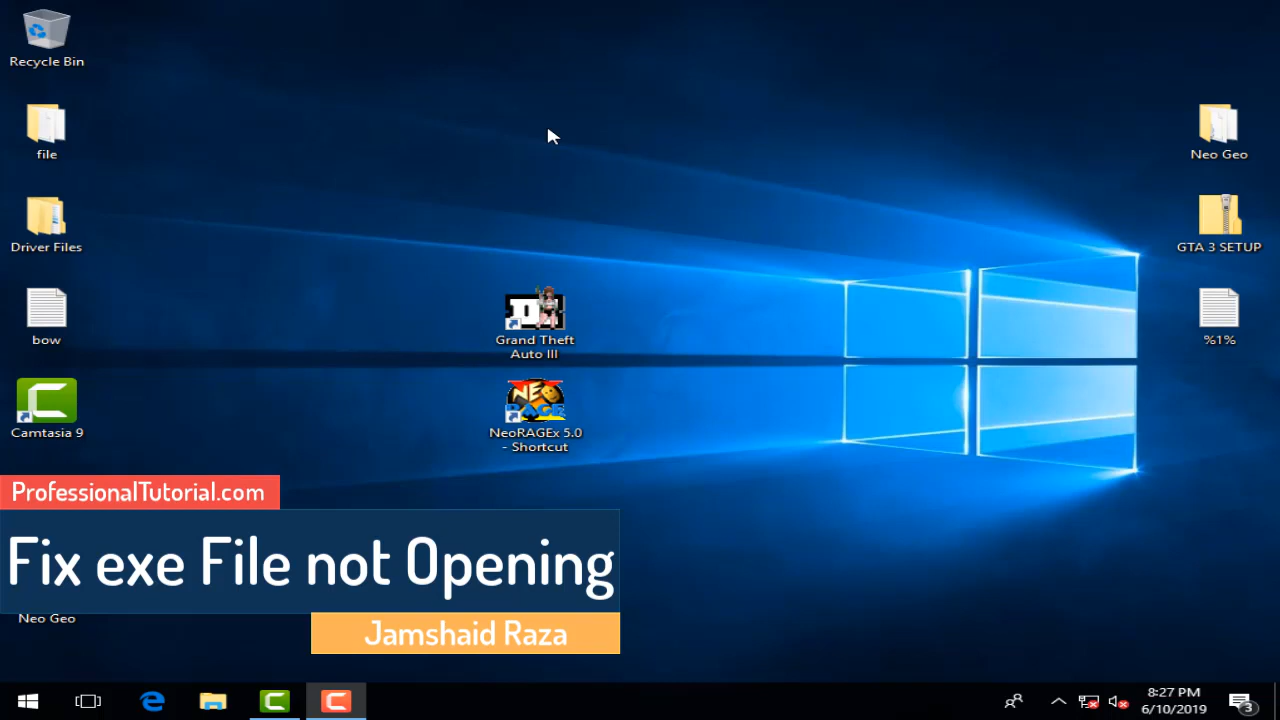 Recycle Bin
file
Driver Files
bow
Camtasia 9
Grand Theft
Auto III
NEO
NeoRAGEx 5.0
- Shortcut
Neo Geo
GTA 3 SETUP
%1%
ProfessionalTutorial.com
Fix exe File not Opening
Jamshaid Raza
Neo Geo
8:27 PM
6/10/2019
3